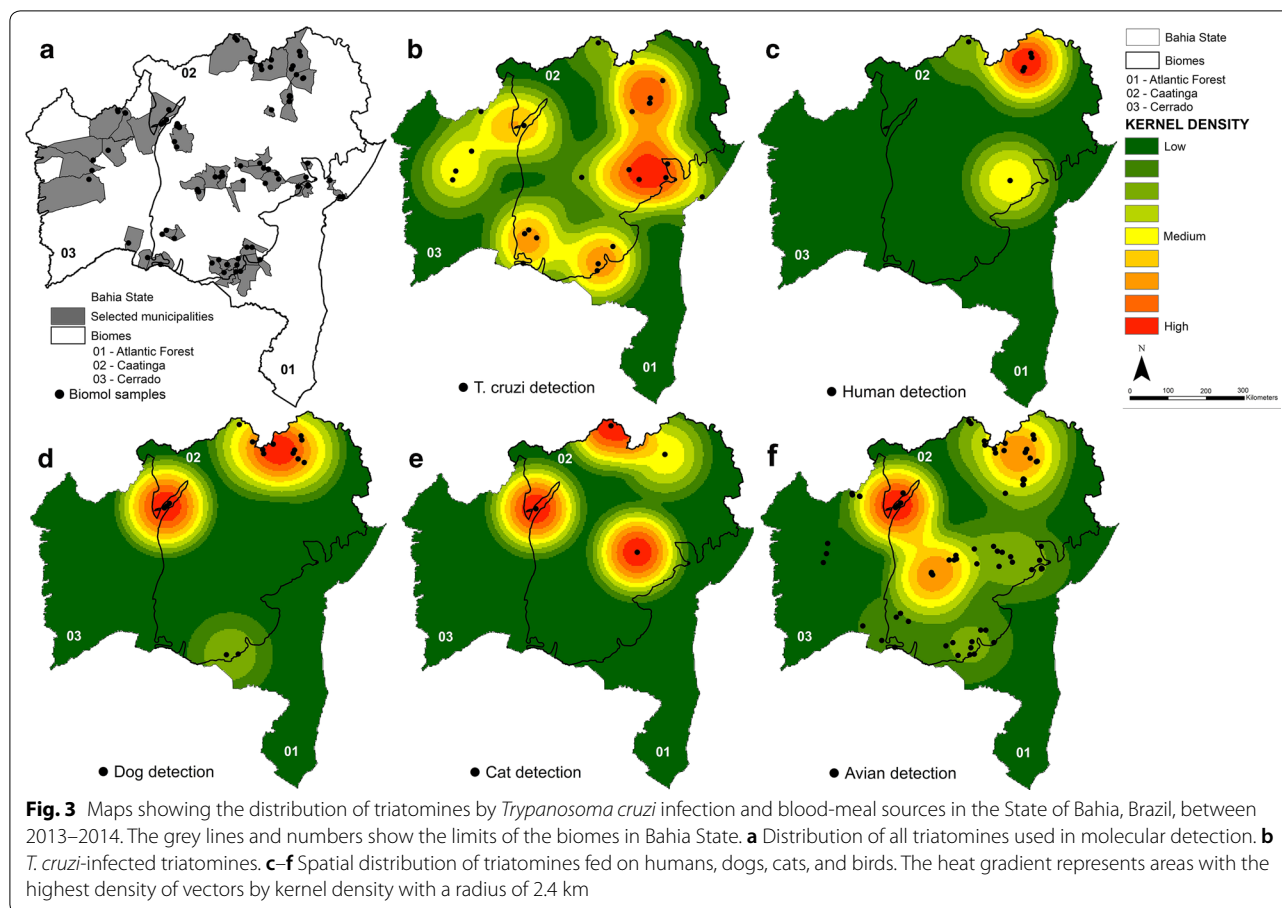 a
02
03
01
Bahia State
Selected municipalities
Biomes
01 - Atlantic Forest
02 - Caatinga
03 - Cerrado
Biomol samples
b
02
03
01
T. cruzi detection
c
02
03
01
Human detection
Bahia State
Biomes
01 - Atlantic Forest
02 - Caatinga
03 - Cerrado
KERNEL DENSITY
Low
Medium
High
N
0 100 200 300
Kilometers
d
02
03
01
Dog detection
e
02
03
01
Cat detection
f
02
03
01
Avian detection
Fig. 3 Maps showing the distribution of triatomines by Trypanosoma cruzi infection and blood-meal sources in the State of Bahia, Brazil, between
2013–2014. The grey lines and numbers show the limits of the biomes in Bahia State. a Distribution of all triatomines used in molecular detection. b
T. cruzi-infected triatomines. c–f Spatial distribution of triatomines fed on humans, dogs, cats, and birds. The heat gradient represents areas with the
highest density of vectors by kernel density with a radius of 2.4 km